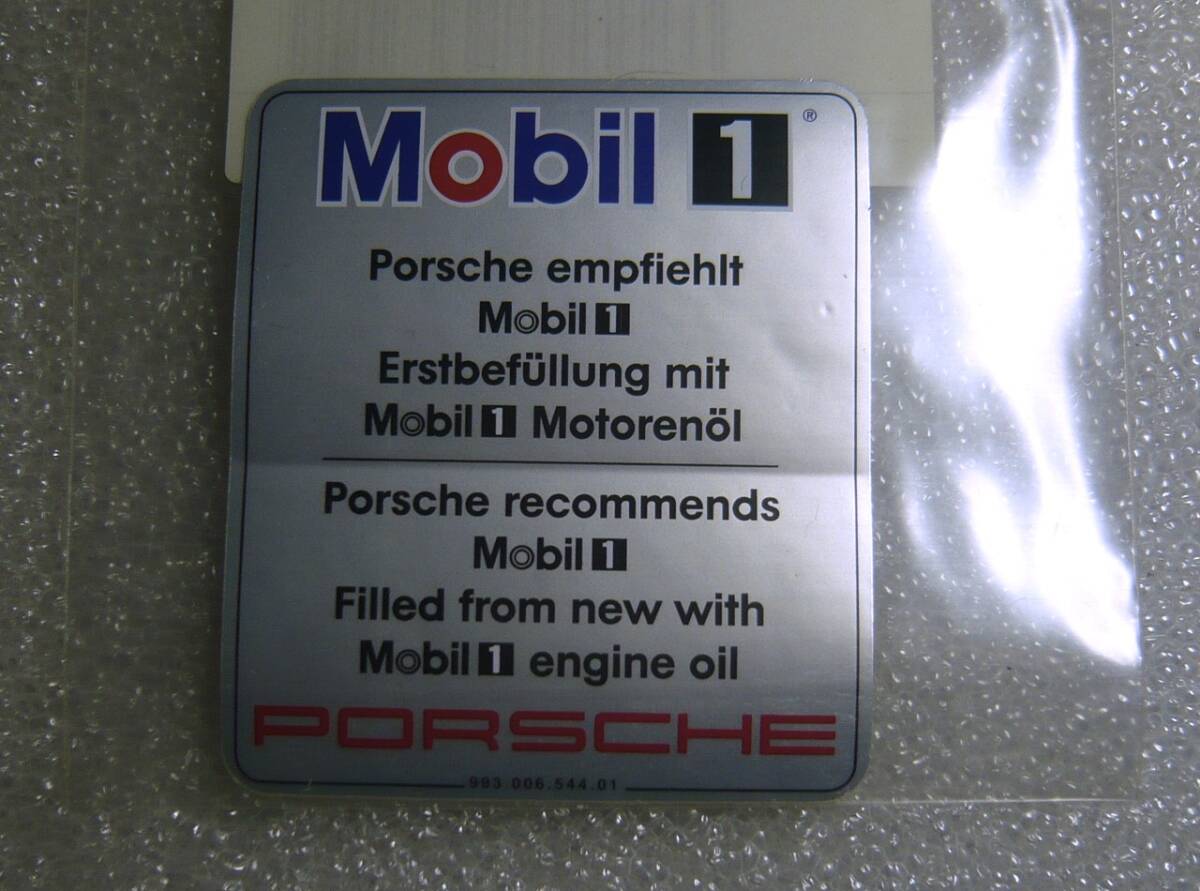 Mobil 1 ®
Porsche empfiehlt
Mobil 1
Erstbefüllung mit
Mobil 1 Motorenöl
Porsche recommends
Mobil 1
Filled from new with
Mobil 1 engine oil
PORSCHE
993 006.544.01